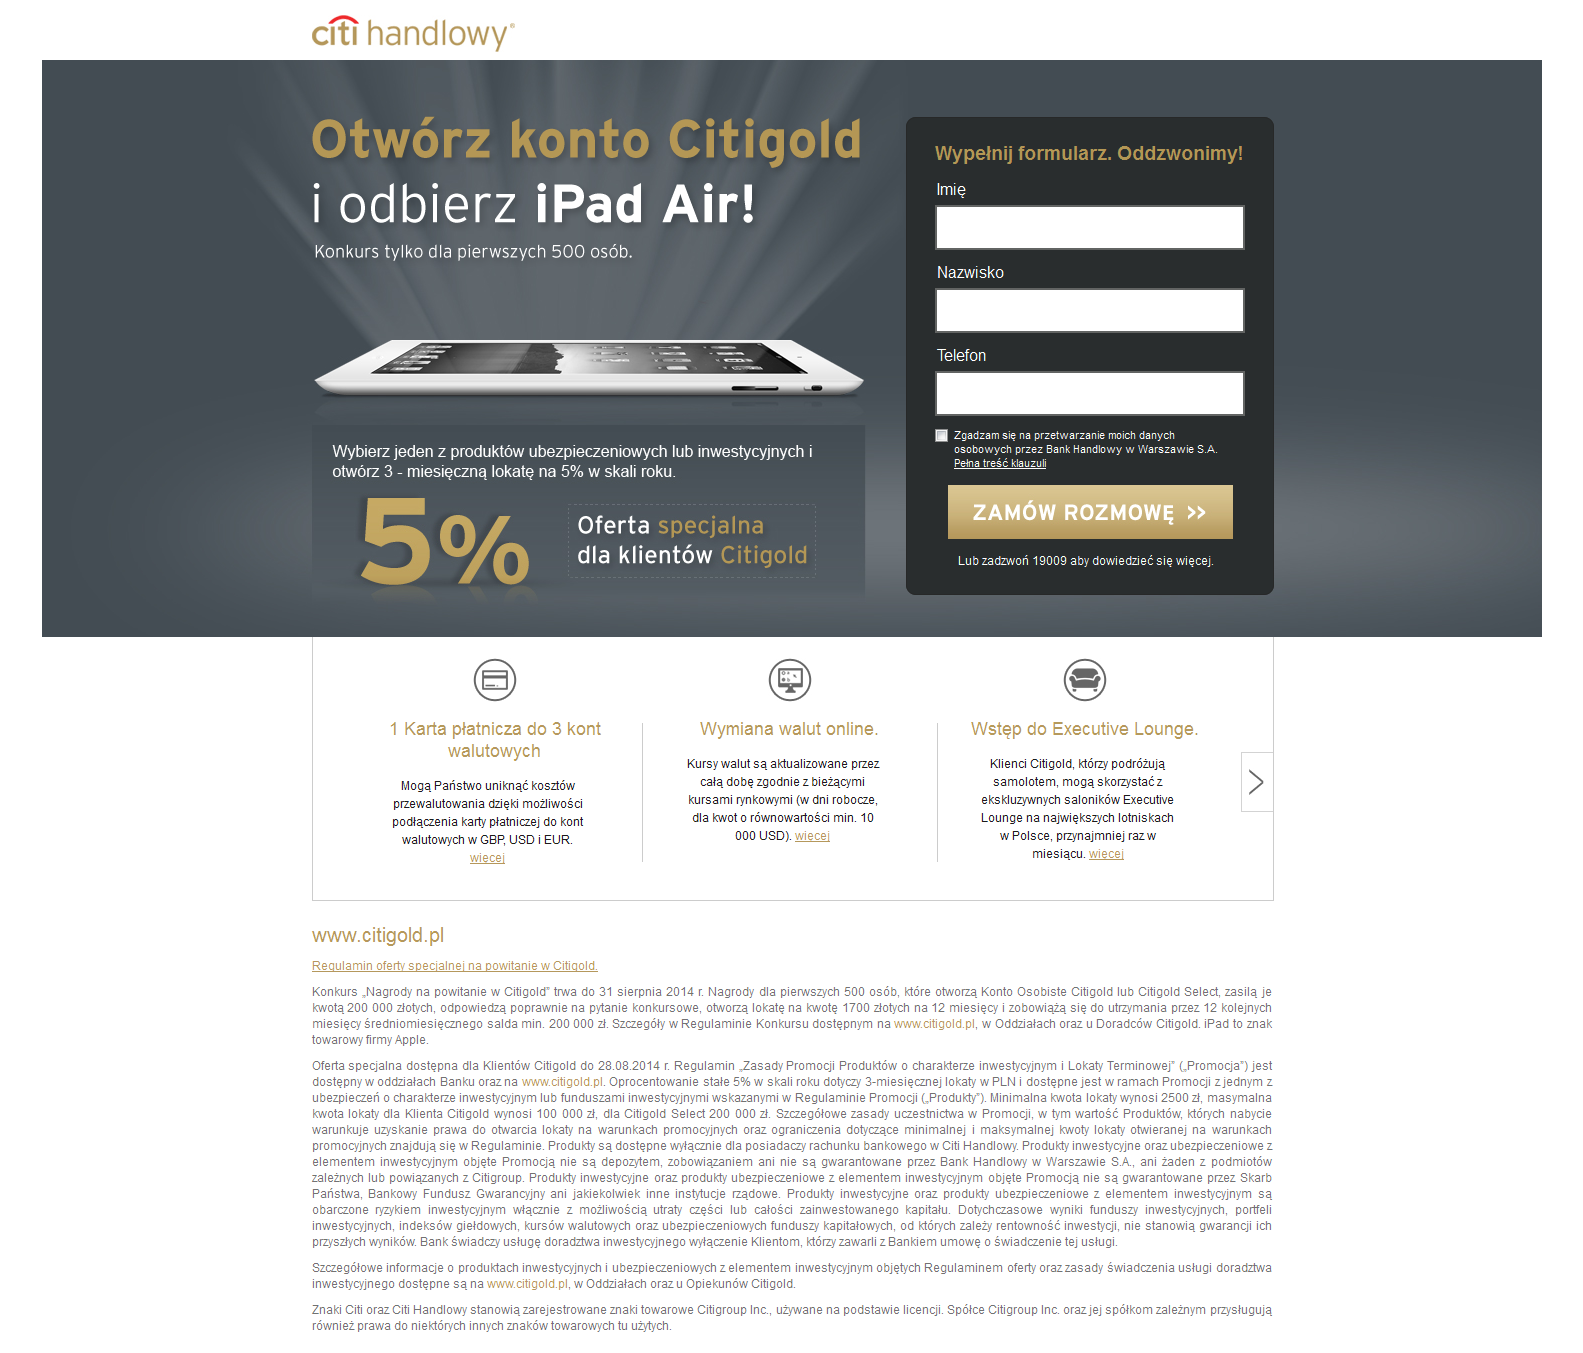 citi handlowy®
Otwórz konto Citigold
i odbierz iPad Air!
Konkurs tylko dla pierwszych 500 osób.
Wybierz jeden z produktów ubezpieczeniowych lub inwestycyjnych i
otwórz 3 - miesięczną lokatę na 5% w skali roku.
5%
Oferta specjalna
dla klientów Citigold
Wypełnij formularz. Oddzwonimy!
Imię
Nazwisko
Telefon
Zgadzam się na przetwarzanie moich danych
osobowych przez Bank Handlowy w Warszawie S.A.
Pełna treść klauzuli
ZAMÓW ROZMOWĘ >>
Lub zadzwoń 19009 aby dowiedzieć się więcej.
1 Karta płatnicza do 3 kont
walutowych
Mogą Państwo uniknąć kosztów
przewalutowania dzięki możliwości
podłączenia karty płatniczej do kont
walutowych w GBP, USD i EUR.
więcej
Wymiana walut online.
Kursy walut są aktualizowane przez
całą dobę zgodnie z bieżącymi
kursami rynkowymi (w dni robocze,
dla kwot o równowartości min. 10
000 USD). więcej
Wstęp do Executive Lounge.
Klienci Citigold, którzy podróżują
samolotem, mogą skorzystać z
ekskluzywnych saloników Executive
Lounge na największych lotniskach
w Polsce, przynajmniej raz w
miesiącu. więcej
www.citigold.pl
Regulamin oferty specjalnej na powitanie w Citigold.
Konkurs „Nagrody na powitanie w Citigold” trwa do 31 sierpnia 2014 r. Nagrody dla pierwszych 500 osób, które otworzą Konto Osobiste Citigold lub Citigold Select, zasilą je
kwotą 200 000 złotych, odpowiedzą poprawnie na pytanie konkursowe, otworzą lokatę na kwotę 1700 złotych na 12 miesięcy i zobowiążą się do utrzymania przez 12 kolejnych
miesięcy średniomiesięcznego salda min. 200 000 zł. Szczegóły w Regulaminie Konkursu dostępnym na www.citigold.pl, w Oddziałach oraz u Doradców Citigold. iPad to znak
towarowy firmy Apple.
Oferta specjalna dostępna dla Klientów Citigold do 28.08.2014 r. Regulamin „Zasady Promocji Produktów o charakterze inwestycyjnym i Lokaty Terminowej” („Promocja”) jest
dostępny w oddziałach Banku oraz na www.citigold.pl. Oprocentowanie stałe 5% w skali roku dotyczy 3-miesięcznej lokaty w PLN i dostępne jest w ramach Promocji z jednym z
ubezpieczeń o charakterze inwestycyjnym lub funduszami inwestycyjnymi wskazanymi w Regulaminie Promocji („Produkty”). Minimalna kwota lokaty wynosi 2500 zł, masymalna
kwota lokaty dla Klienta Citigold wynosi 100 000 zł, dla Citigold Select 200 000 zł. Szczegółowe zasady uczestnictwa w Promocji, w tym wartość Produktów, których nabycie
warunkuje uzyskanie prawa do otwarcia lokaty na warunkach promocyjnych oraz ograniczenia dotyczące minimalnej i maksymalnej kwoty lokaty otwieranej na warunkach
promocyjnych znajdują się w Regulaminie. Produkty są dostępne wyłącznie dla posiadaczy rachunku bankowego w Citi Handlowy. Produkty inwestycyjne oraz ubezpieczeniowe z
elementem inwestycyjnym objęte Promocją nie są depozytem, zobowiązaniem ani nie są gwarantowane przez Bank Handlowy w Warszawie S.A., ani żaden z podmiotów
zależnych lub powiązanych z Citigroup. Produkty inwestycyjne oraz produkty ubezpieczeniowe z elementem inwestycyjnym objęte Promocją nie są gwarantowane przez Skarb
Państwa, Bankowy Fundusz Gwarancyjny ani jakiekolwiek inne instytucje rządowe. Produkty inwestycyjne oraz produkty ubezpieczeniowe z elementem inwestycyjnym są
obarczone ryzykiem inwestycyjnym włącznie z możliwością utraty części lub całości zainwestowanego kapitału. Dotychczasowe wyniki funduszy inwestycyjnych, portfeli
inwestycyjnych, indeksów giełdowych, kursów walutowych oraz ubezpieczeniowych funduszy kapitałowych, od których zależy rentowność inwestycji, nie stanowią gwarancji ich
przyszłych wyników. Bank świadczy usługę doradztwa inwestycyjnego wyłączenie Klientom, którzy zawarli z Bankiem umowę o świadczenie tej usługi.
Szczegółowe informacje o produktach inwestycyjnych i ubezpieczeniowych z elementem inwestycyjnym objętych Regulaminem oferty oraz zasady świadczenia usługi doradztwa
inwestycyjnego dostępne są na www.citigold.pl, w Oddziałach oraz u Opiekunów Citigold.
Znaki Citi oraz Citi Handlowy stanowią zarejestrowane znaki towarowe Citigroup Inc., używane na podstawie licencji. Spółce Citigroup Inc. oraz jej spółkom zależnym przysługują
również prawa do niektórych innych znaków towarowych tu użytych.